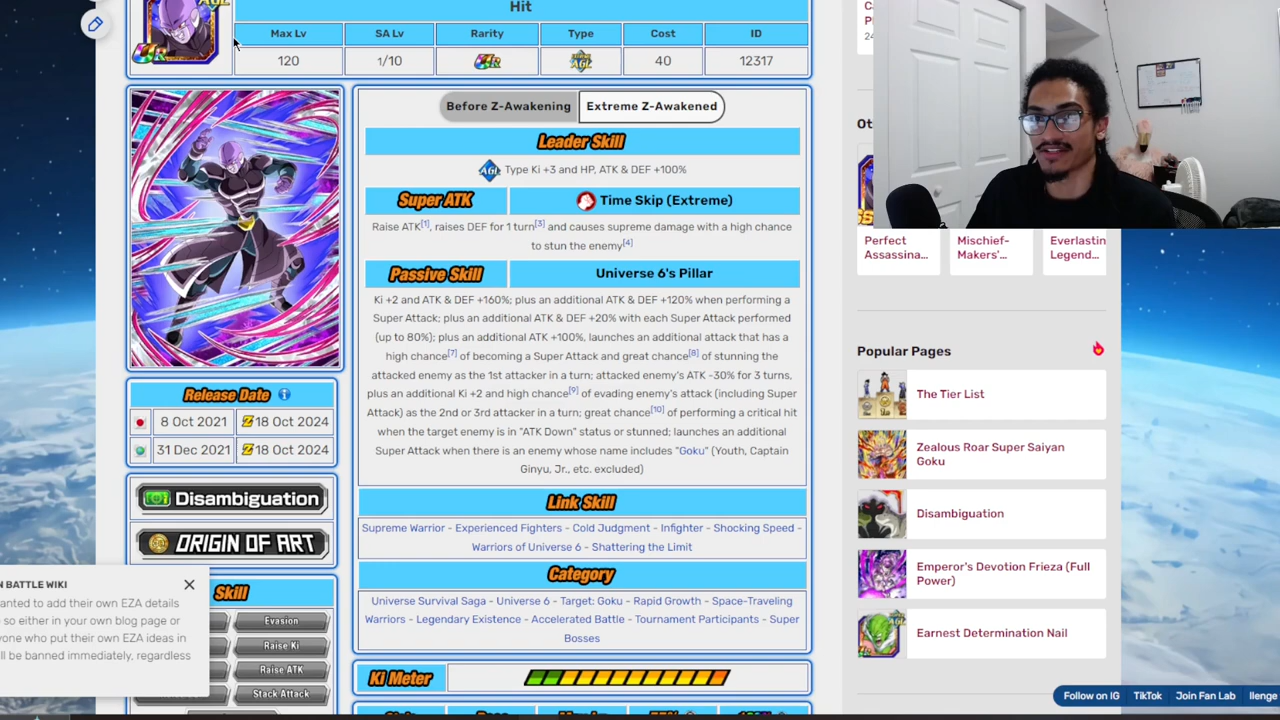 Hit
Max Lv SA Lv Rarity Type Cost ID
120 1/10 UR AGL 40 12317
Before Z-Awakening Extreme Z-Awakened
Leader Skill
AGL Type Ki +3 and HP, ATK & DEF +100%
Super ATK Time Skip (Extreme)
Raise ATK[1], raises DEF for 1 turn[3] and causes supreme damage with a high chance
to stun the enemy[4]
Passive Skill Universe 6's Pillar
Ki +2 and ATK & DEF +160%; plus an additional ATK & DEF +120% when performing a
Super Attack; plus an additional ATK & DEF +20% with each Super Attack performed
(up to 80%); plus an additional ATK +100%, launches an additional attack that has a
high chance[7] of becoming a Super Attack and great chance[8] of stunning the
attacked enemy as the 1st attacker in a turn; attacked enemy's ATK -30% for 3 turns,
plus an additional Ki +2 and high chance[9] of evading enemy's attack (including Super
Attack) as the 2nd or 3rd attacker in a turn; great chance[10] of performing a critical hit
when the target enemy is in "ATK Down" status or stunned; launches an additional
Super Attack when there is an enemy whose name includes "Goku" (Youth, Captain
Ginyu, Jr., etc. excluded)
Link Skill
Supreme Warrior - Experienced Fighters - Cold Judgment - Infighter - Shocking Speed -
Warriors of Universe 6 - Shattering the Limit
Category
Universe Survival Saga - Universe 6 - Target: Goku - Rapid Growth - Space-Traveling
Warriors - Legendary Existence - Accelerated Battle - Tournament Participants - Super
Bosses
Ki Meter
UR
Release Date
8 Oct 2021 Z 18 Oct 2024
31 Dec 2021 Z 18 Oct 2024
Disambiguation
ORIGIN OF ART
Skill
Evasion
Raise Ki
Raise ATK
Stack Attack
N BATTLE WIKI
anted to add their own EZA details
so either in your own blog page or
yone who put their own EZA ideas in
ll be banned immediately, regardless
Ot
Perfect
Assassina...
Mischief-
Makers'...
Everlastin
Legend...
Popular Pages
The Tier List
Zealous Roar Super Saiyan
Goku
Disambiguation
Emperor's Devotion Frieza (Full
Power)
Earnest Determination Nail
Follow on IG TikTok Join Fan Lab llenge